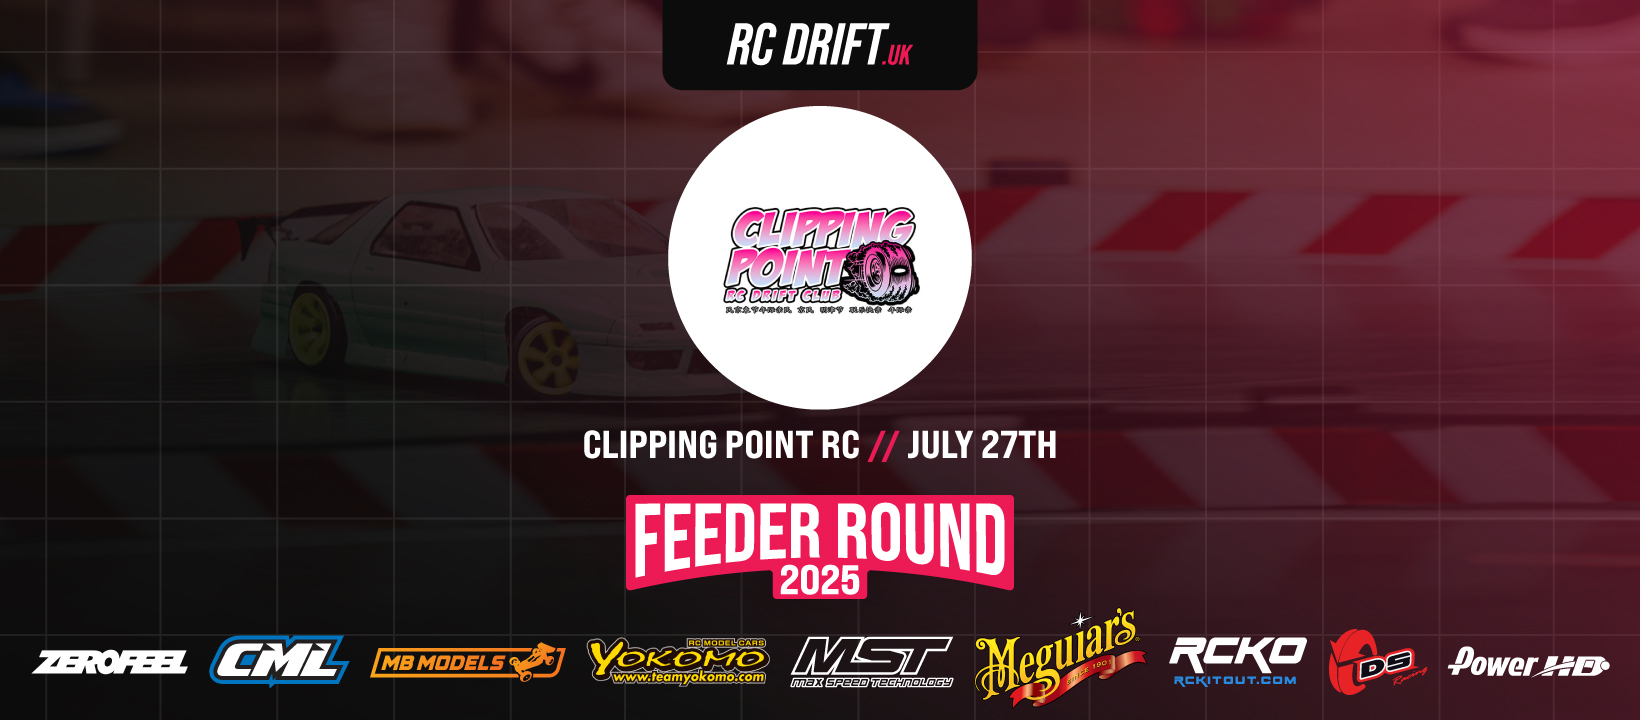 RC DRIFT.UK
CLIPPING
POINT
RC DRIFT CLUB
CLIPPING POINT RC // JULY 27TH
FEEDER ROUND
2025
ZEROFEEL
CML
MB MODELS
RC MODEL CARS
YOKOMO
www.teamyokomo.com
MST
MAX SPEED TECHNOLOGY
Meguiar's
SINCE 1901
RCKO
RCKITOUT.COM
DS
Racing
Power HD